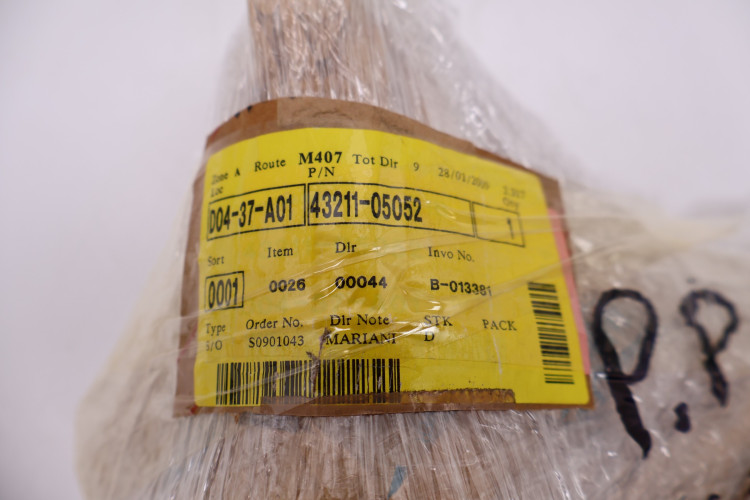 Zone A Route M407 Tot Dlr 9 28/01/2009
Loc P/N Qty
D04-37-A01 43211-05052 1
Sort Item Dlr Invo No.
0001 0026 00044 B-013381
Type Order No. Dlr Note STK PACK
S/O S0901043 MARIANI D
P.P